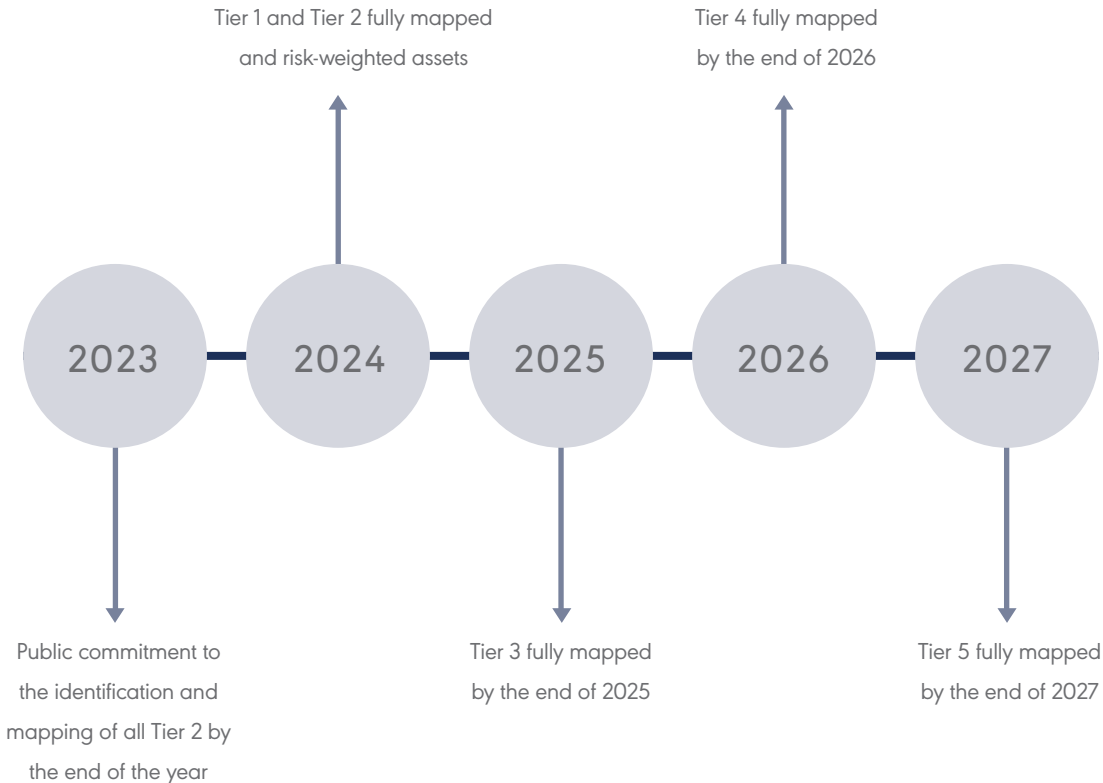 Tier 1 and Tier 2 fully mapped
and risk-weighted assets
Tier 4 fully mapped
by the end of 2026
2023
2024
2025
2026
2027
Public commitment to
the identification and
mapping of all Tier 2 by
the end of the year
Tier 3 fully mapped
by the end of 2025
Tier 5 fully mapped
by the end of 2027